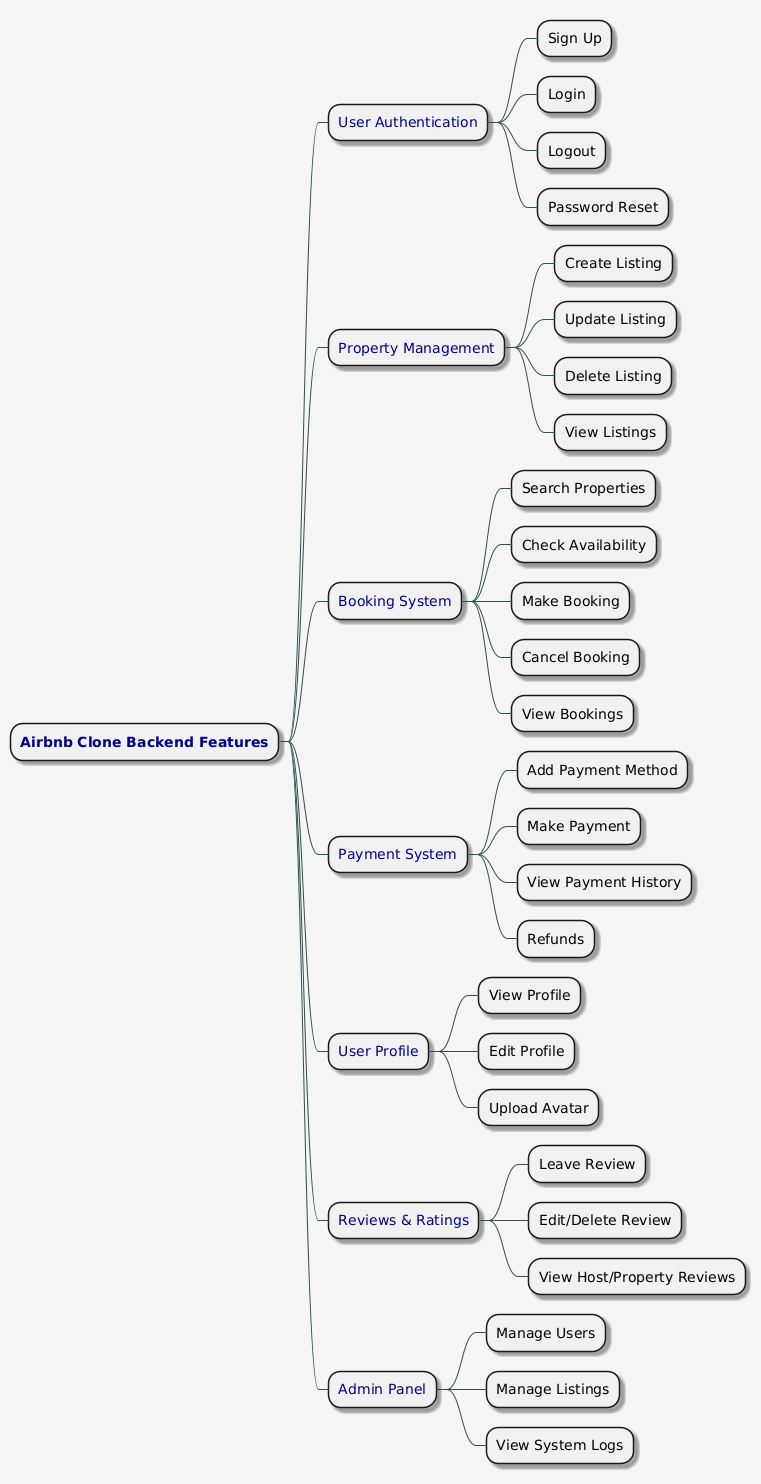 Airbnb Clone Backend Features
User Authentication
Sign Up
Login
Logout
Password Reset
Property Management
Create Listing
Update Listing
Delete Listing
View Listings
Booking System
Search Properties
Check Availability
Make Booking
Cancel Booking
View Bookings
Payment System
Add Payment Method
Make Payment
View Payment History
Refunds
User Profile
View Profile
Edit Profile
Upload Avatar
Reviews & Ratings
Leave Review
Edit/Delete Review
View Host/Property Reviews
Admin Panel
Manage Users
Manage Listings
View System Logs